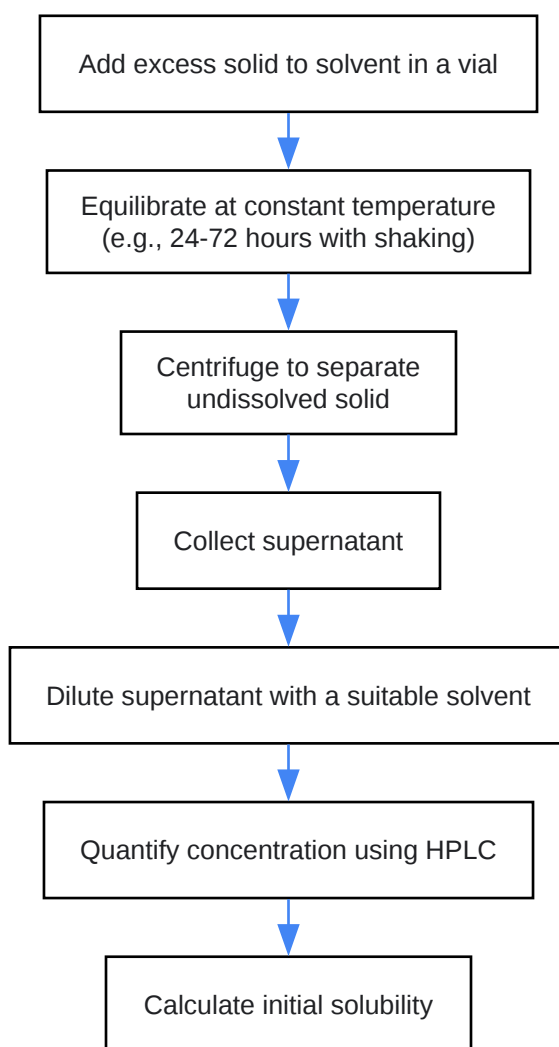 Add excess solid to solvent in a vial
Equilibrate at constant temperature
(e.g., 24-72 hours with shaking)
Centrifuge to separate
undissolved solid
Collect supernatant
Dilute supernatant with a suitable solvent
Quantify concentration using HPLC
Calculate initial solubility